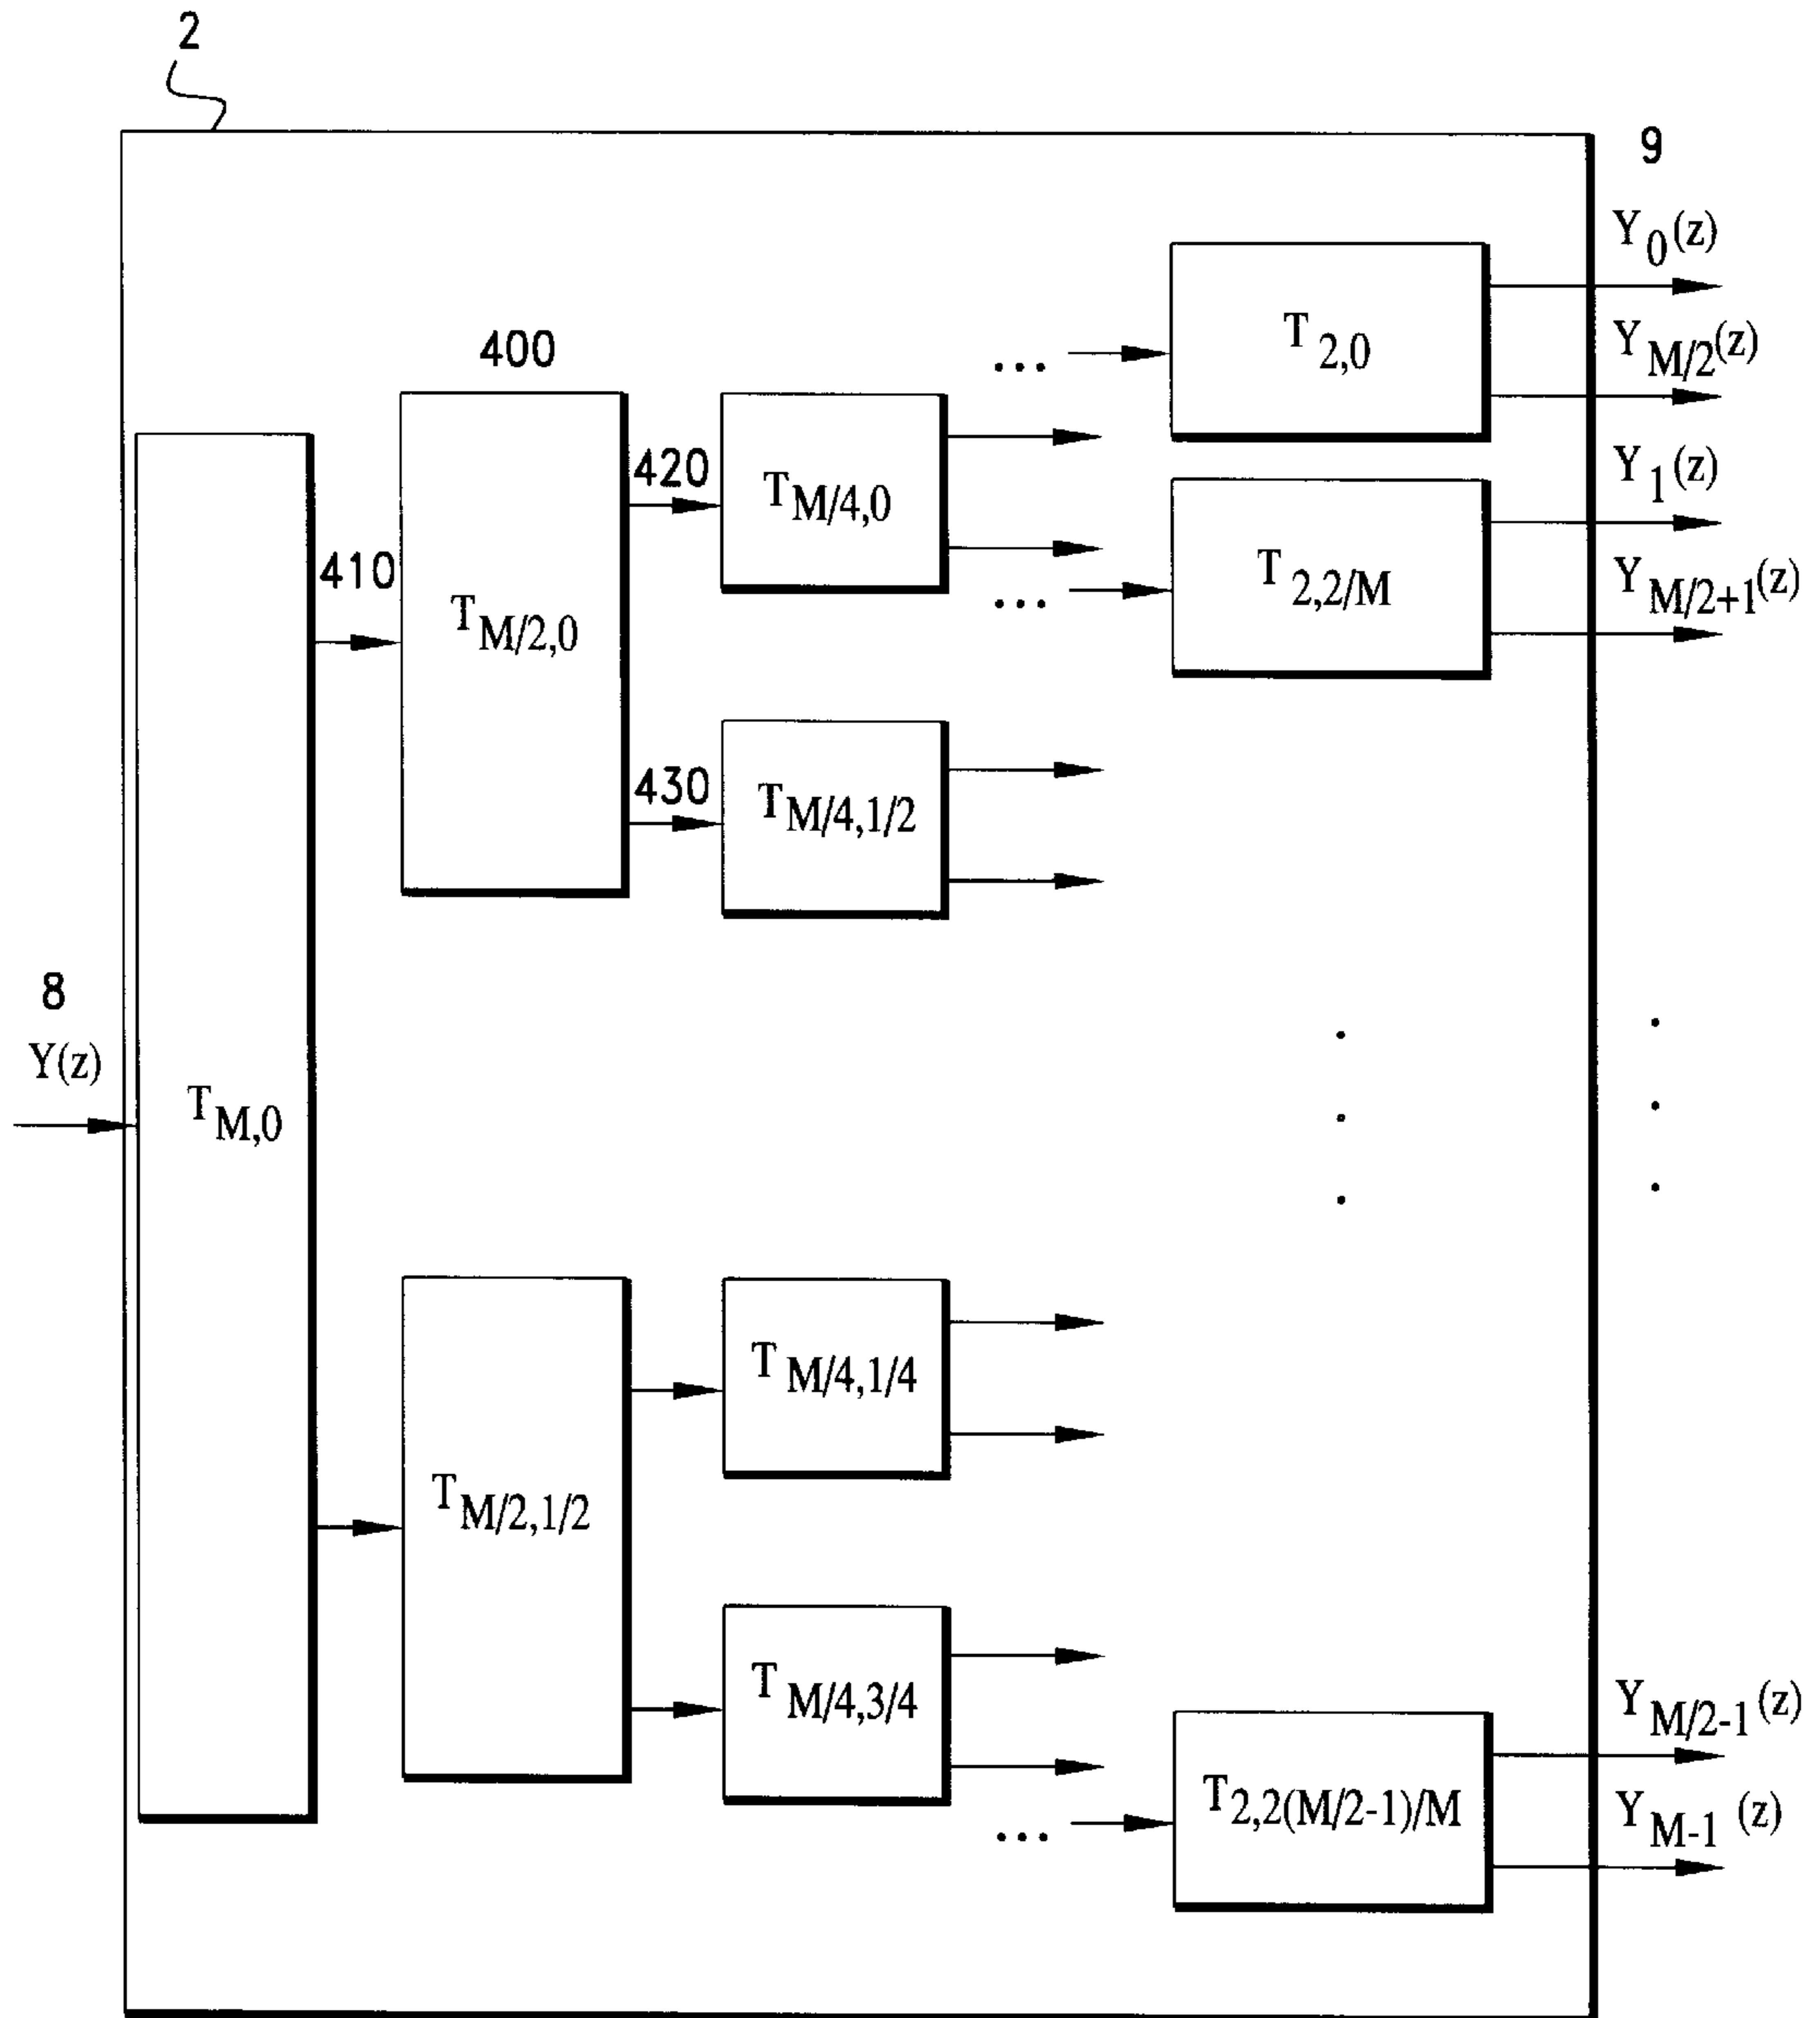 2
9
Y0(z)
400
T2,0
YM/2(z)
...
420
TM/4,0
Y1(z)
410
TM/2,0
T2,2/M
YM/2+1(z)
...
430
TM/4,1/2
8
Y(z)
TM,0
TM/4,1/4
TM/2,1/2
TM/4,3/4
YM/2-1(z)
T2,2(M/2-1)/M
YM-1 (z)
...